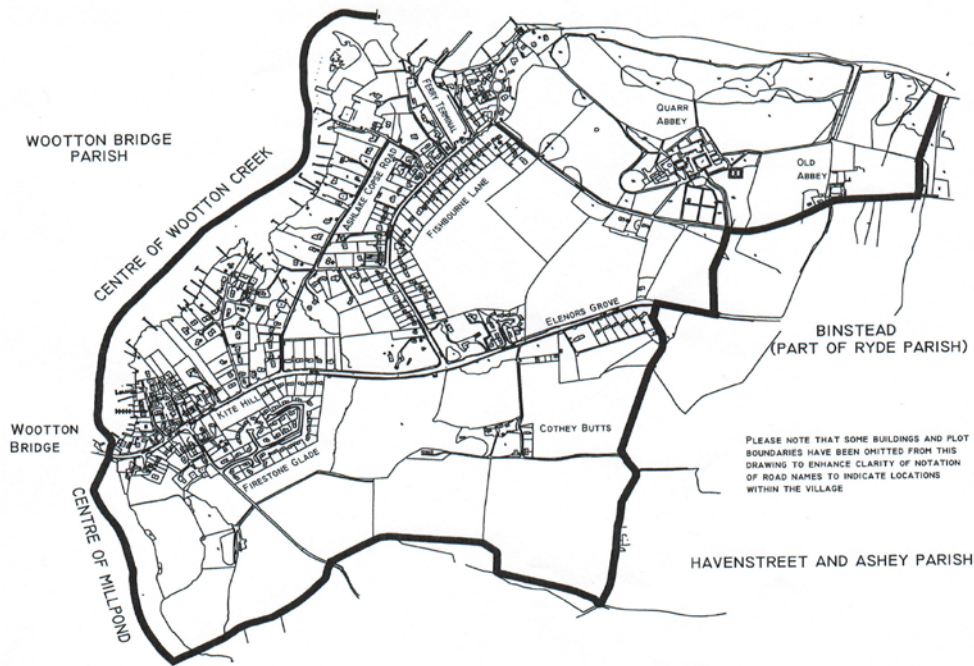 WOOTTON BRIDGE
PARISH
CENTRE OF WOOTTON CREEK
FERRY TERMINAL
ASHLAKE COPSE ROAD
FISHBOURNE LANE
QUARR
ABBEY
OLD
ABBEY
ELENORS GROVE
BINSTEAD
(PART OF RYDE PARISH)
KITE HILL
WOOTTON
BRIDGE
FIRESTONE GLADE
COTHEY BUTTS
PLEASE NOTE THAT SOME BUILDINGS AND PLOT
BOUNDARIES HAVE BEEN OMITTED FROM THIS
DRAWING TO ENHANCE CLARITY OF NOTATION
OF ROAD NAMES TO INDICATE LOCATIONS
WITHIN THE VILLAGE
CENTRE OF MILLPOND
HAVENSTREET AND ASHEY PARISH